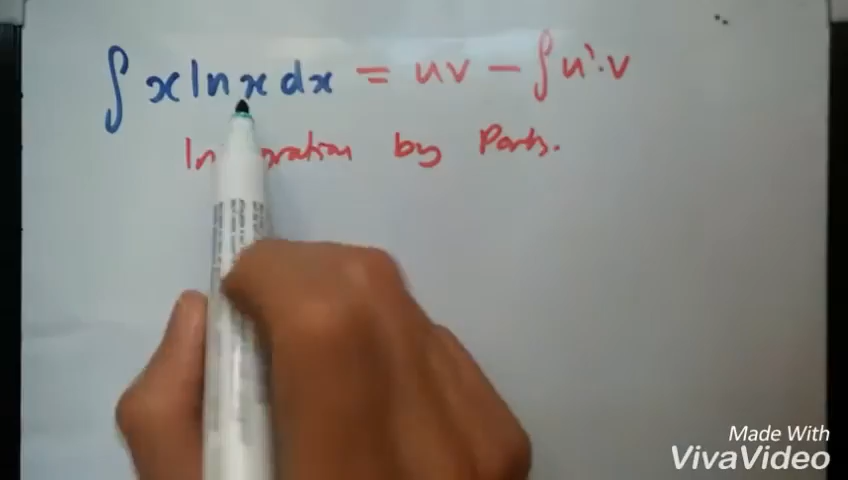 ∫ x ln x dx = uv − ∫ u'·v
by Parts.
Made With
VivaVideo